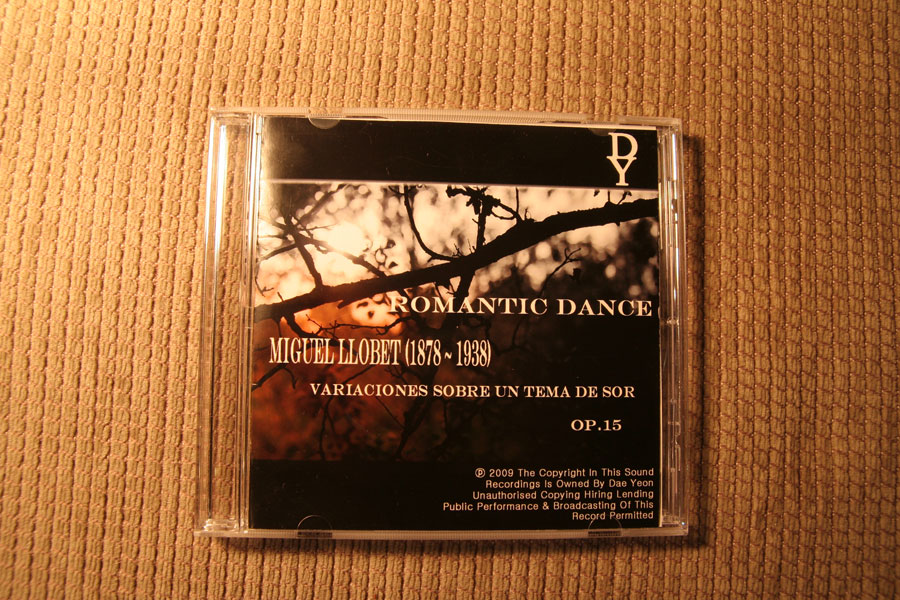 DY
ROMANTIC DANCE
MIGUEL LLOBET (1878 ~ 1938)
VARIACIONES SOBRE UN TEMA DE SOR
OP.15
℗ 2009 The Copyright In This Sound
Recordings Is Owned By Dae Yeon
Unauthorised Copying Hiring Lending
Public Performance & Broadcasting Of This
Record Permitted